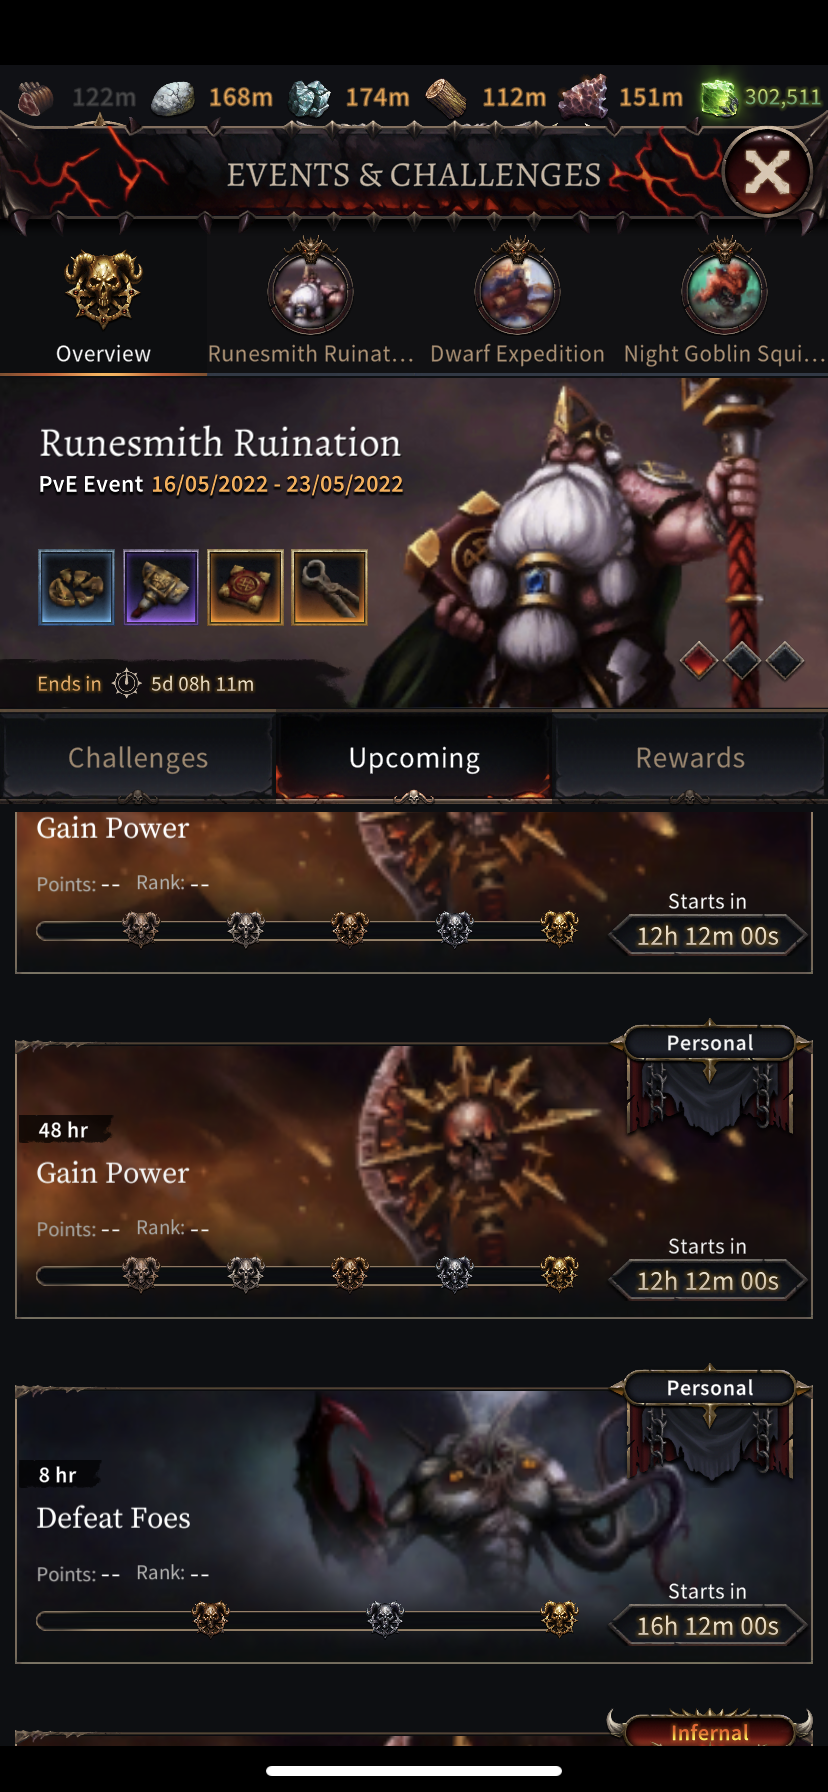 122m 168m 174m 112m 151m 302,511
EVENTS & CHALLENGES
Overview Runesmith Ruinat... Dwarf Expedition Night Goblin Squi...
Runesmith Ruination
PvE Event 16/05/2022 - 23/05/2022
Ends in 5d 08h 11m
Challenges Upcoming Rewards
Gain Power
Points: -- Rank: --
Starts in
12h 12m 00s
Personal
48 hr
Gain Power
Points: -- Rank: --
Starts in
12h 12m 00s
Personal
8 hr
Defeat Foes
Points: -- Rank: --
Starts in
16h 12m 00s
Infernal